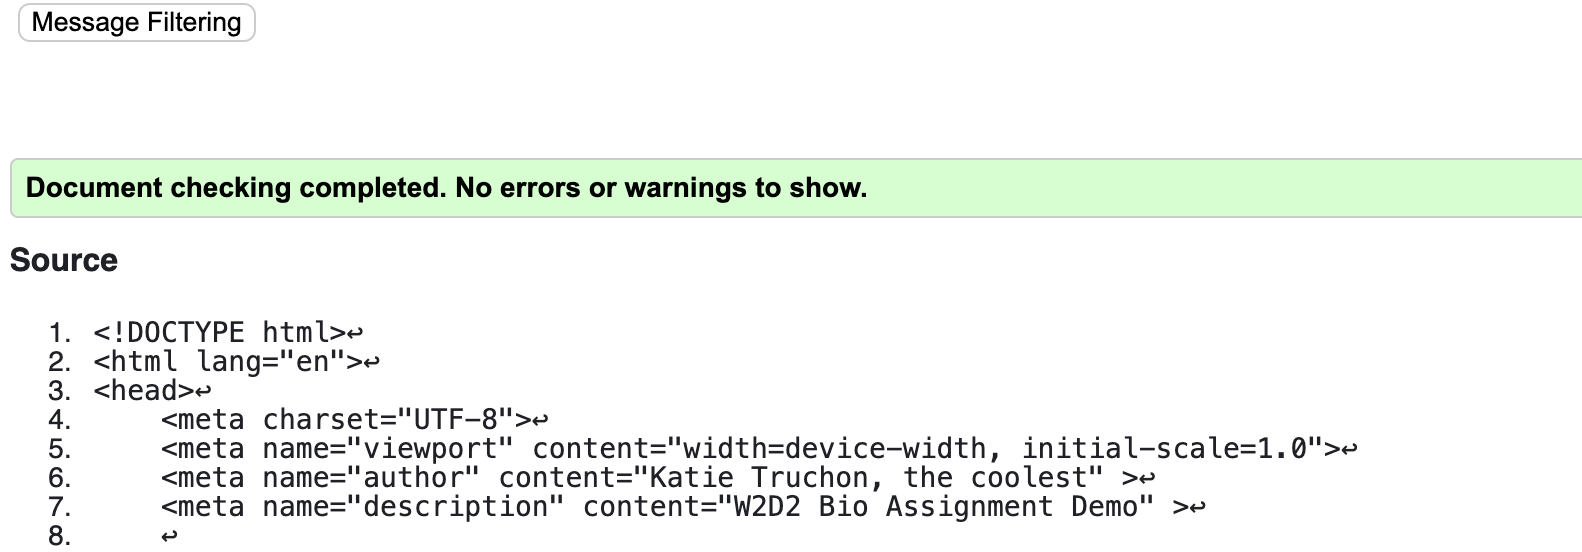 Message Filtering
Document checking completed. No errors or warnings to show.
Source
1. <!DOCTYPE html>↩
2. <html lang="en">↩
3. <head>↩
4.     <meta charset="UTF-8">↩
5.     <meta name="viewport" content="width=device-width, initial-scale=1.0">↩
6.     <meta name="author" content="Katie Truchon, the coolest" >↩
7.     <meta name="description" content="W2D2 Bio Assignment Demo" >↩
8.     ↩